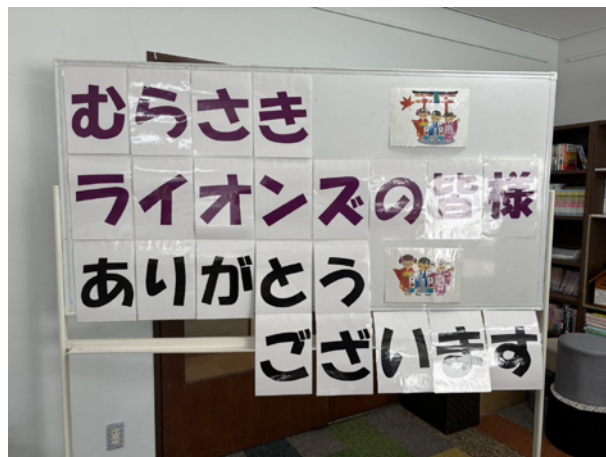 むらさき
ライオンズの皆様
ありがとう
ございます